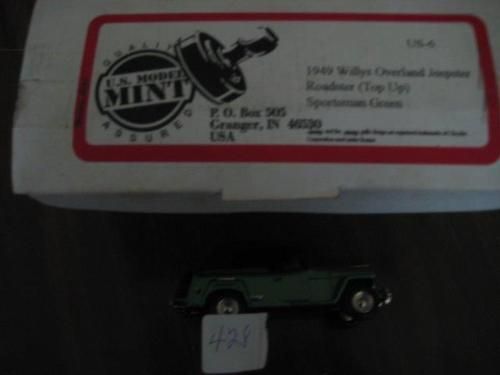 US-6
QUALITY
U.S. MODEL
MINT
ASSURED
1949 Willys Overland Jeepster
Roadster (Top Up)
Sportsman Green
P. O. Box 505
Granger, IN 46530
USA
428